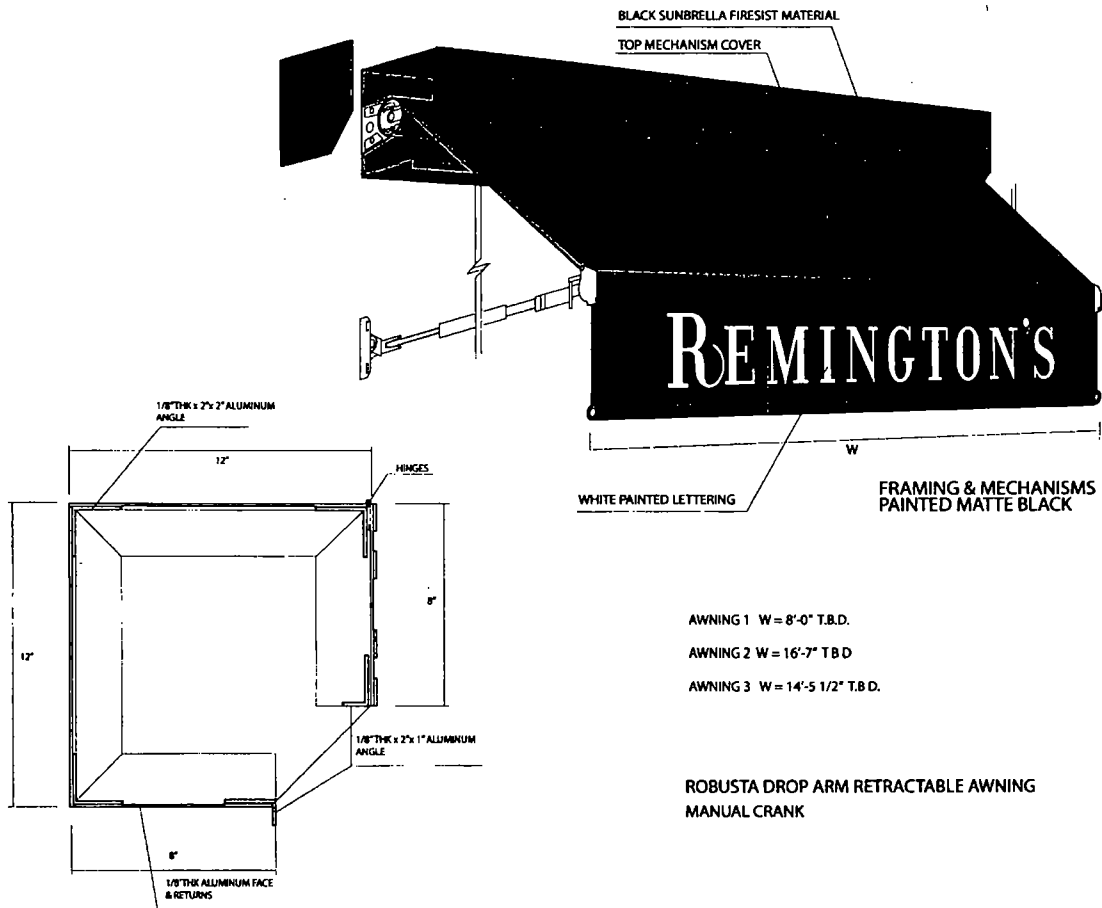 BLACK SUNBRELLA FIRESIST MATERIAL
TOP MECHANISM COVER
REMINGTON'S
W
WHITE PAINTED LETTERING
FRAMING & MECHANISMS
PAINTED MATTE BLACK
1/8"THK x 2"x 2" ALUMINUM
ANGLE
12"
HINGES
8"
12"
1/8"THK x 2"x 1" ALUMINUM
ANGLE
8"
1/8"THK ALUMINUM FACE
& RETURNS
AWNING 1 W = 8'-0" T.B.D.
AWNING 2 W = 16'-7" T B D
AWNING 3 W = 14'-5 1/2" T.B D.
ROBUSTA DROP ARM RETRACTABLE AWNING
MANUAL CRANK